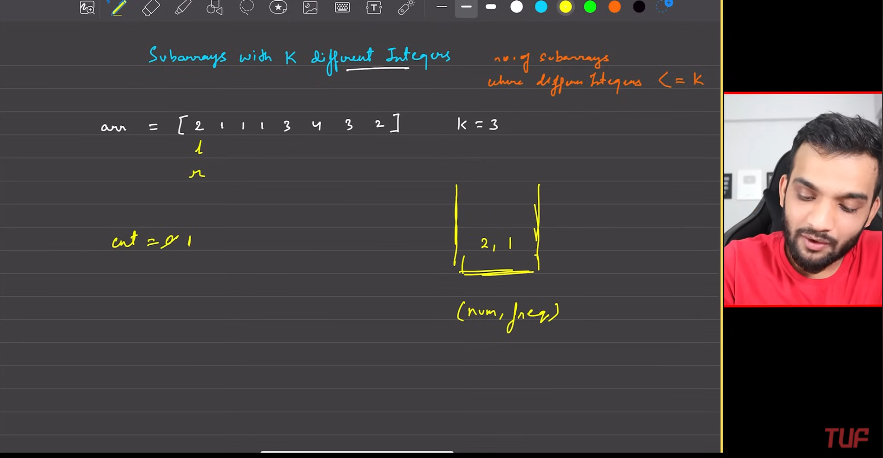 Subarrays with K different Integers
no. of subarrays
where differen Integers <= K
arr = [ 2 1 1 1 3 4 3 2 ] K = 3
l
r
cnt = 0 1
2, 1
(num, freq)
TUF